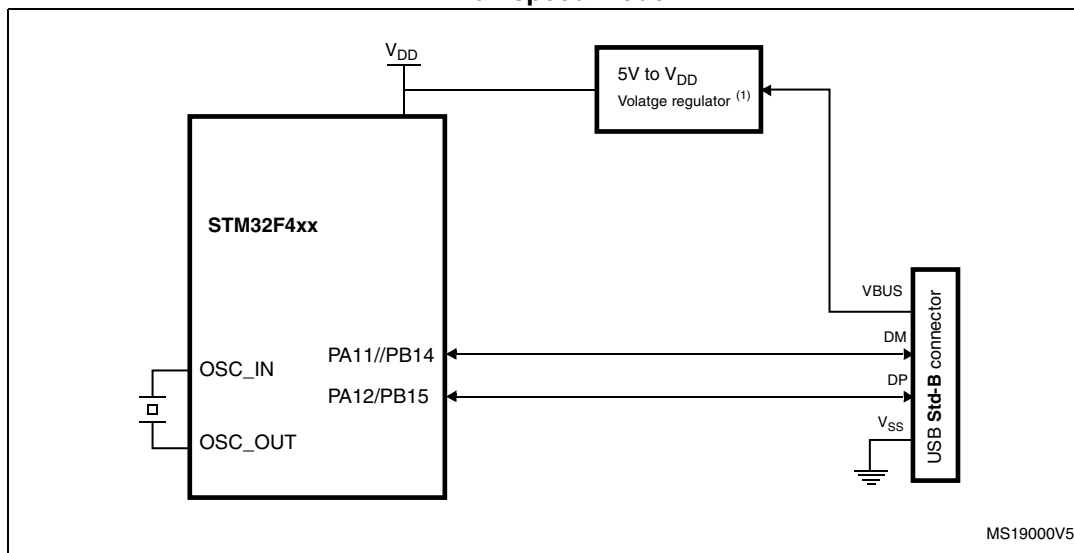 V_DD
5V to V_DD
Volatge regulator (1)
STM32F4xx
VBUS
PA11//PB14
DM
OSC_IN
PA12/PB15
DP
V_SS
OSC_OUT
USB Std-B connector
MS19000V5